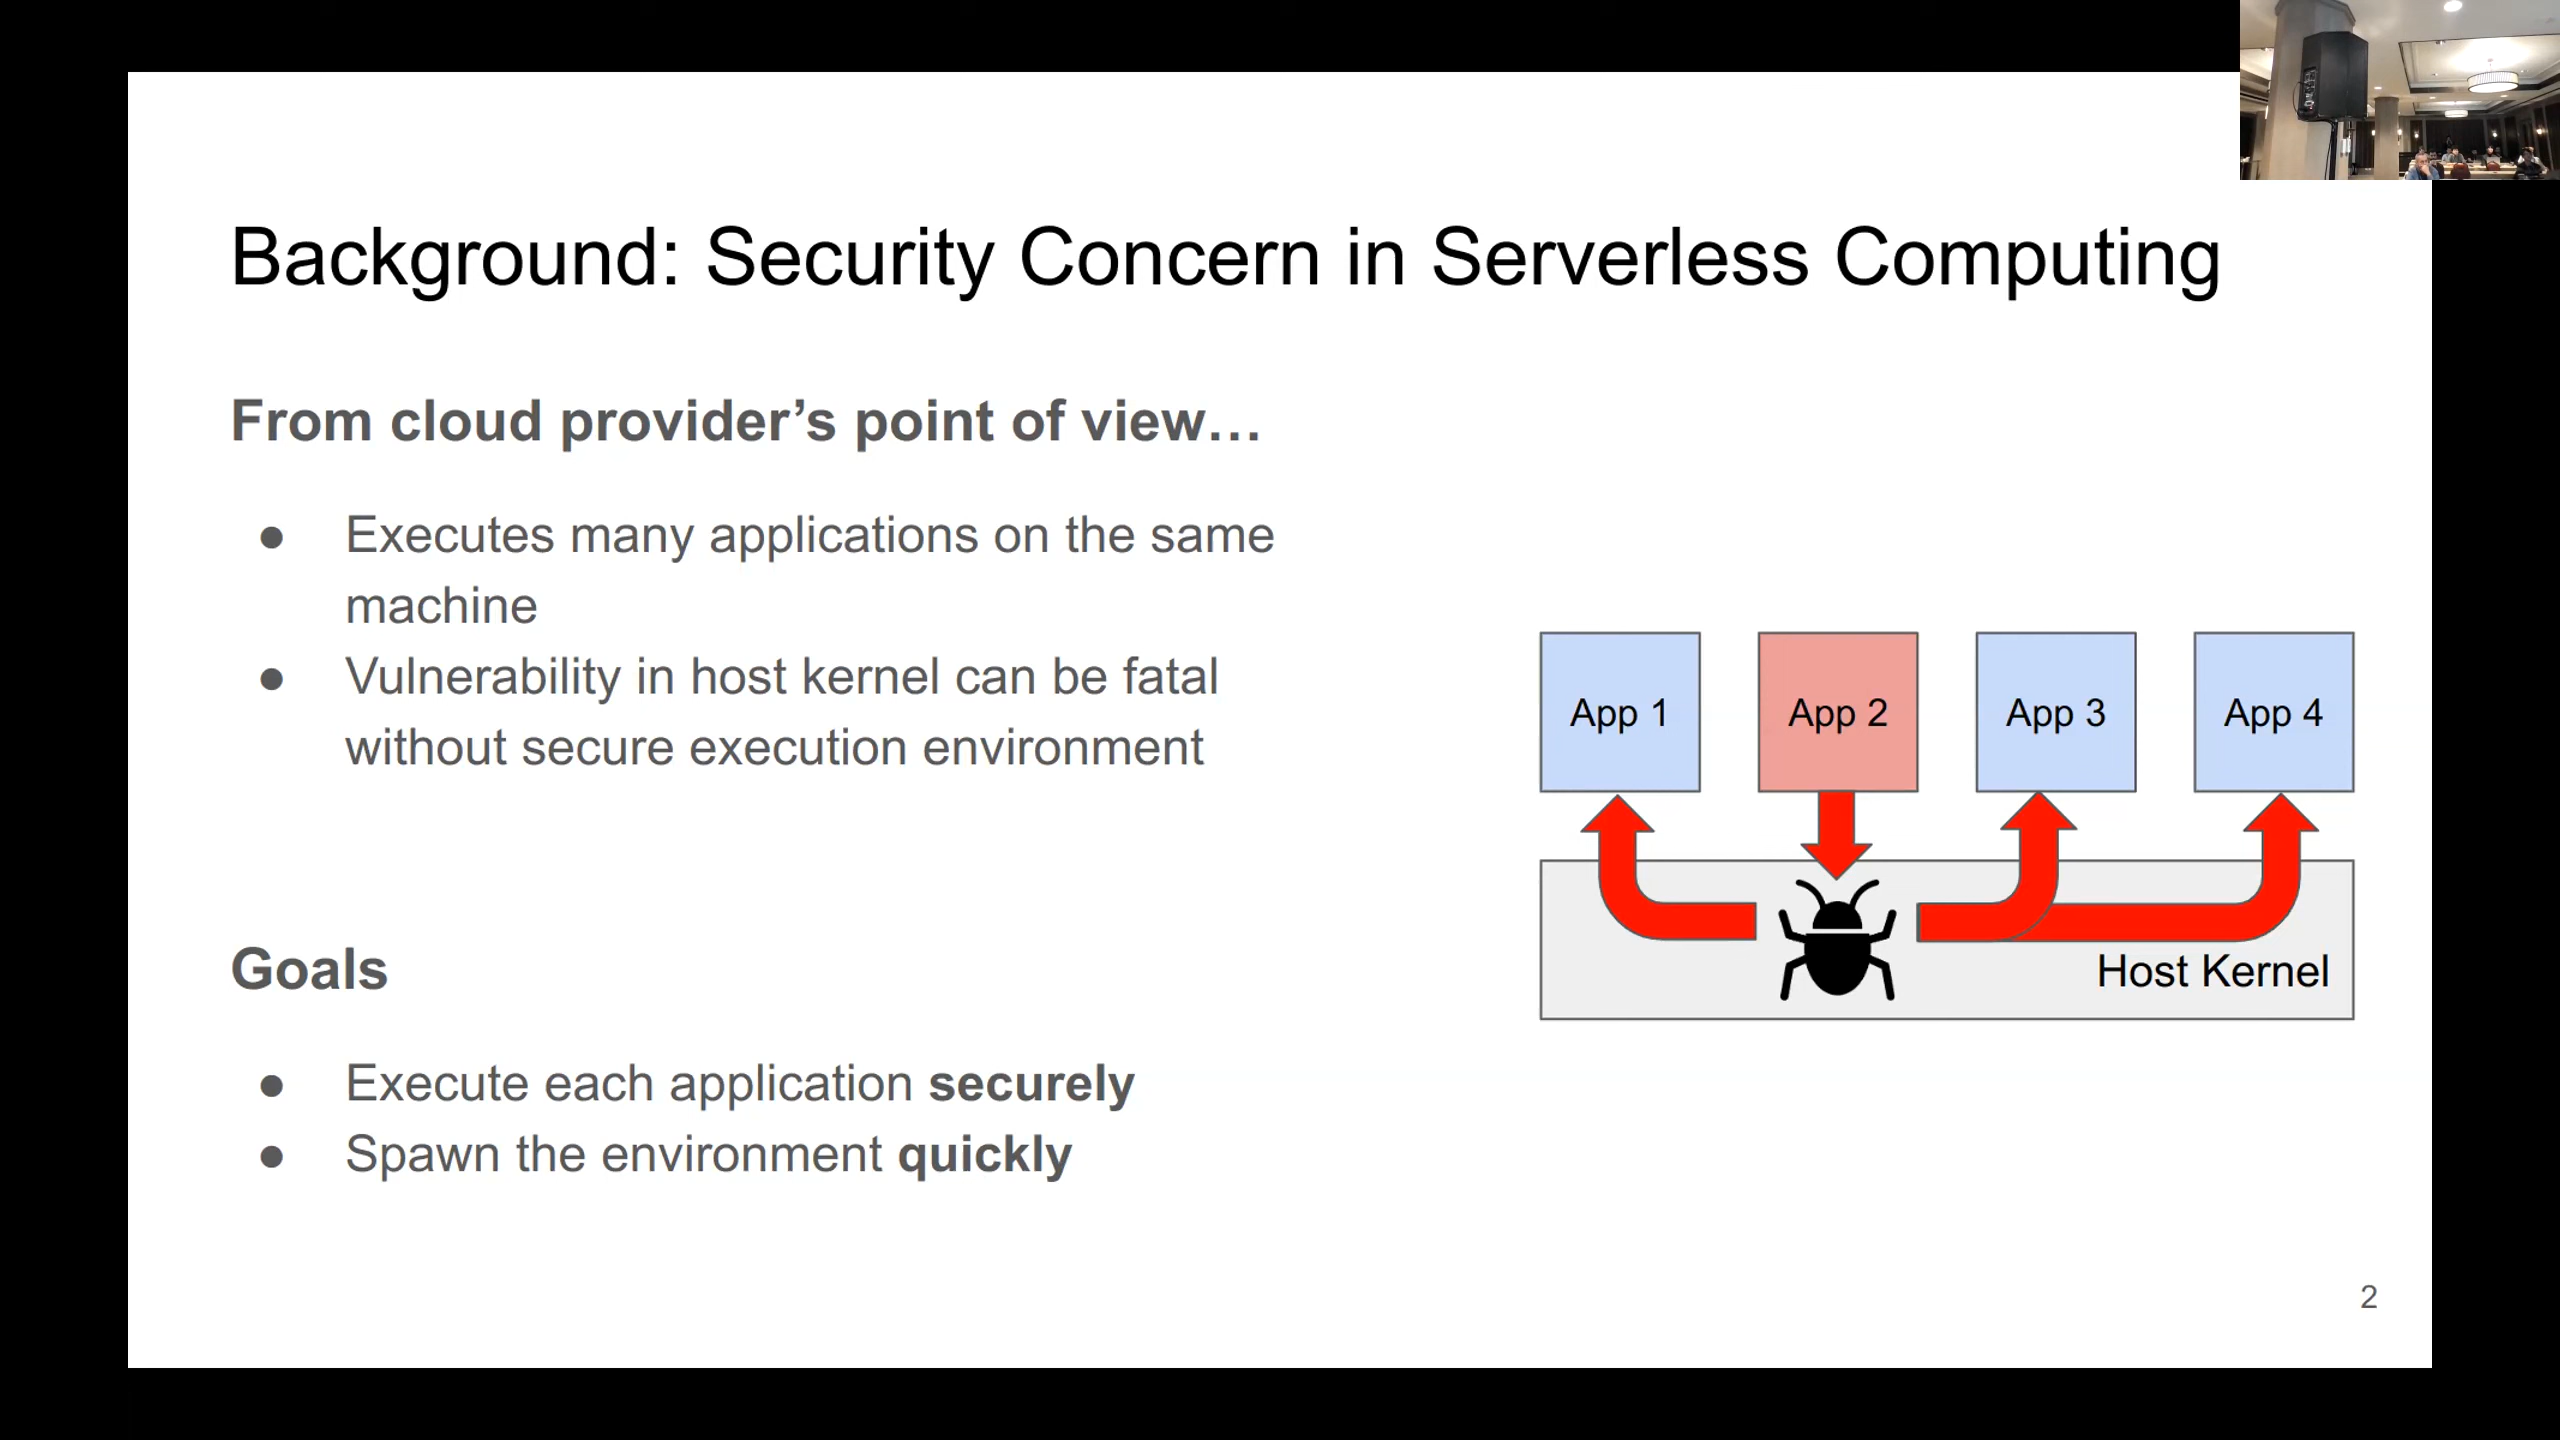 Background: Security Concern in Serverless Computing
From cloud provider’s point of view…
● Executes many applications on the same
machine
● Vulnerability in host kernel can be fatal
without secure execution environment
Goals
● Execute each application securely
● Spawn the environment quickly
App 1
App 2
App 3
App 4
Host Kernel
2